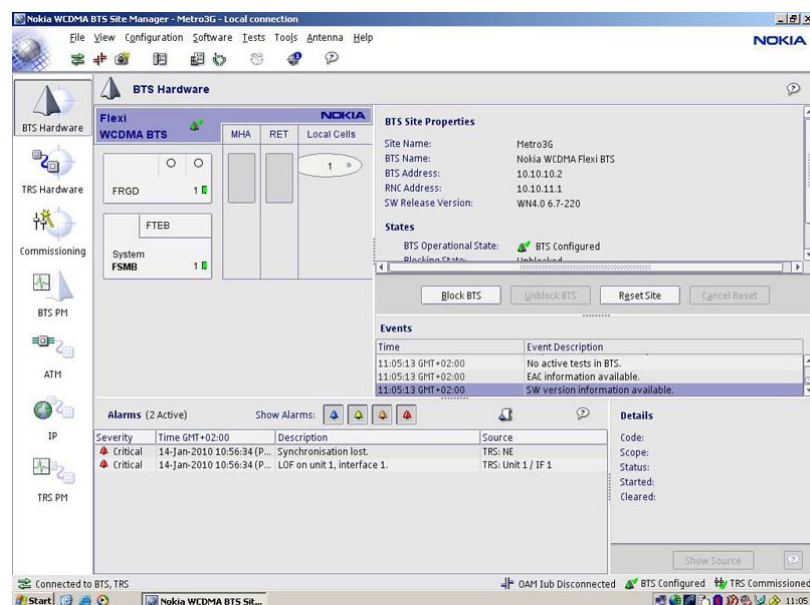 Nokia WCDMA BTS Site Manager - Metro3G - Local connection
File View Configuration Software Tests Tools Antenna Help
NOKIA
BTS Hardware
BTS Hardware
TRS Hardware
Commissioning
BTS PM
ATM
IP
TRS PM
Flexi
WCDMA BTS
NOKIA
MHA RET Local Cells
1
FRGD 1
FTEB
System
FSMB 1
BTS Site Properties
Site Name: Metro3G
BTS Name: Nokia WCDMA Flexi BTS
BTS Address: 10.10.10.2
RNC Address: 10.10.11.1
SW Release Version: WN4.0 6.7-220
States
BTS Operational State: BTS Configured
Blocking State: Unblocked
Block BTS Unblock BTS Reset Site Cancel Reset
Events
Time Event Description
11:05:13 GMT+02:00 No active tests in BTS.
11:05:13 GMT+02:00 EAC information available.
11:05:13 GMT+02:00 SW version information available.
Alarms (2 Active) Show Alarms:
Severity Time GMT+02:00 Description Source
Critical 14-Jan-2010 10:56:34 (P... Synchronisation lost. TRS: NE
Critical 14-Jan-2010 10:56:34 (P... LOF on unit 1, interface 1. TRS: Unit 1 / IF 1
Details
Code:
Scope:
Status:
Started:
Cleared:
Show Source
Connected to BTS, TRS OAM Iub Disconnected BTS Configured TRS Commissioned
Start Nokia WCDMA BTS Sit... 11:05